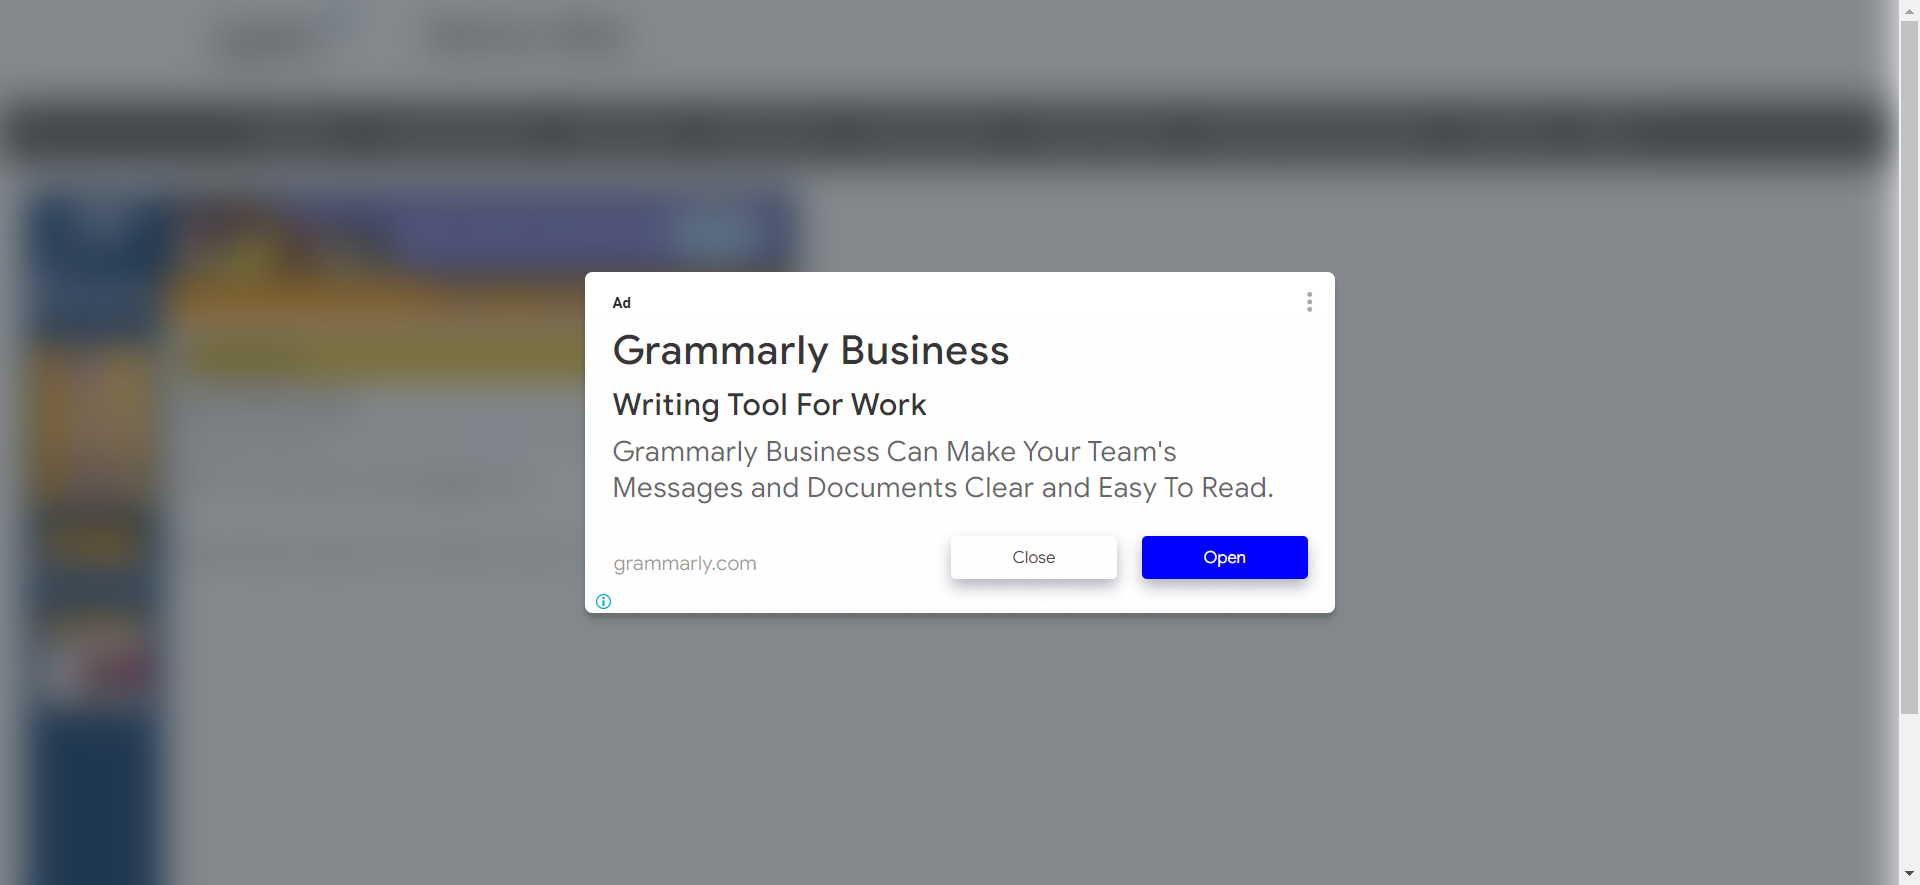 Ad
Grammarly Business
Writing Tool For Work
Grammarly Business Can Make Your Team's
Messages and Documents Clear and Easy To Read.
grammarly.com
Close
Open